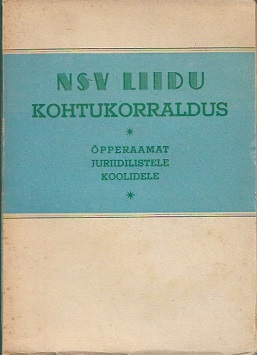 NSV LIIDU
KOHTUKORRALDUS
*
ÕPPERAAMAT
JURIIDILISTELE
KOOLIDELE
*